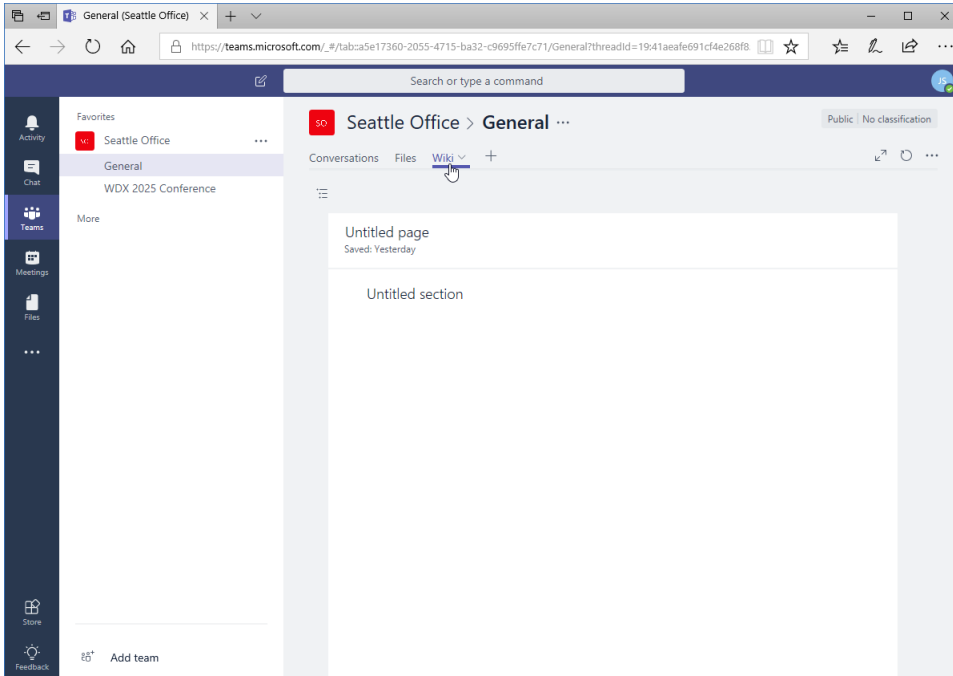 General (Seattle Office)
https://teams.microsoft.com/_#/tab::a5e17360-2055-4715-ba32-c9695ffe7c71/General?threadId=19:41aeafe691cf4e268f8.
Search or type a command
JS
Activity
Chat
Teams
Meetings
Files
Store
Feedback
Favorites
SO Seattle Office
General
WDX 2025 Conference
More
Add team
SO Seattle Office > General ...
Public No classification
Conversations Files Wiki
Untitled page
Saved: Yesterday
Untitled section